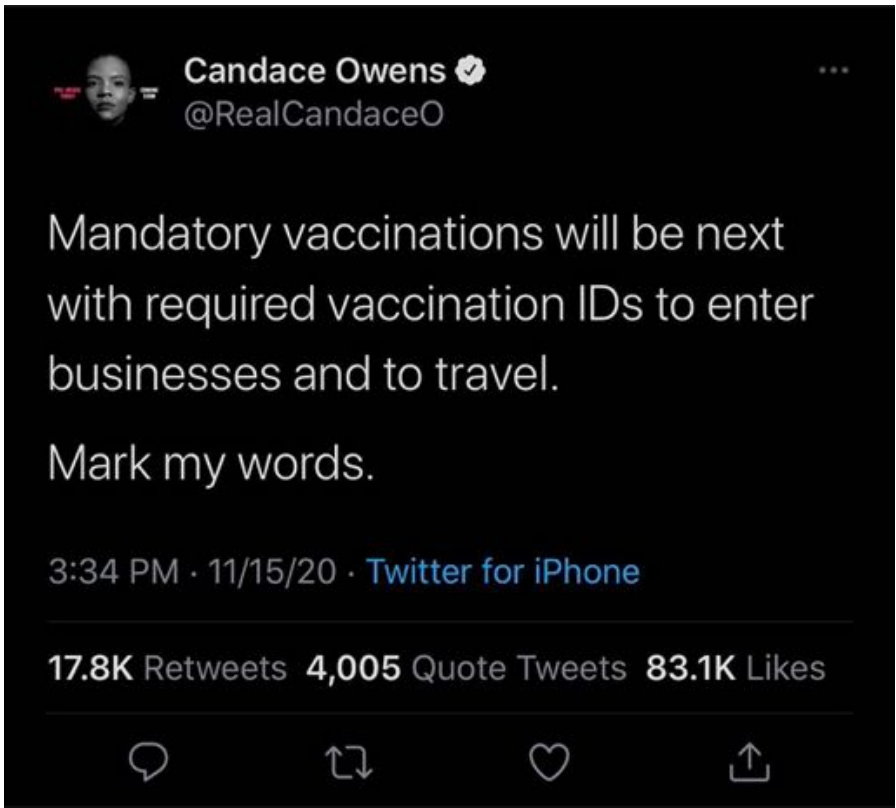 Candace Owens
@RealCandaceO
Mandatory vaccinations will be next
with required vaccination IDs to enter
businesses and to travel.
Mark my words.
3:34 PM · 11/15/20 · Twitter for iPhone
17.8K Retweets 4,005 Quote Tweets 83.1K Likes